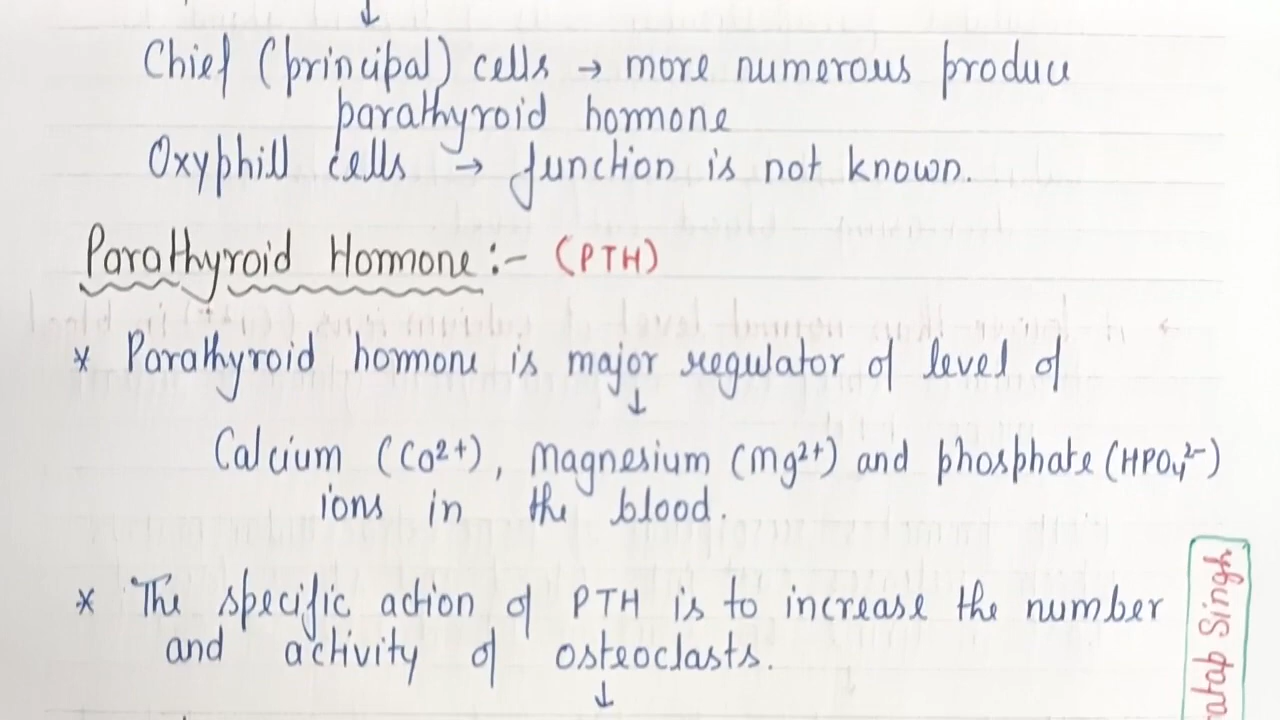 ↓
Chief (principal) cells → more numerous produce
parathyroid hormone
Oxyphill cells → function is not known.
Parathyroid Hormone :- (PTH)
* Parathyroid hormone is major regulator of level of
↓
Calcium (Ca²⁺), Magnesium (Mg²⁺) and phosphate (HPO₄²⁻)
ions in the blood.
* The specific action of PTH is to increase the number
and activity of osteoclasts.
↓
atap Singh